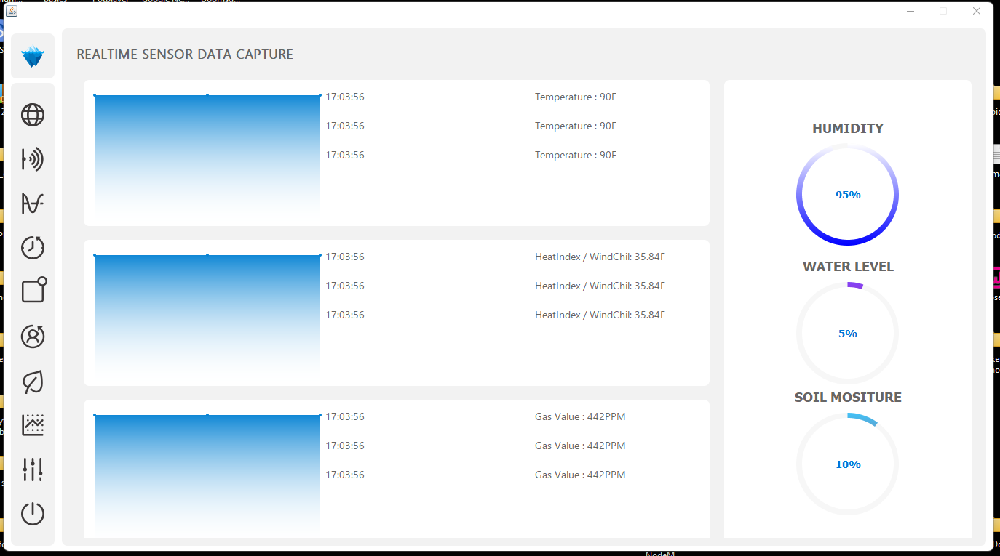 REALTIME SENSOR DATA CAPTURE
17:03:56 Temperature : 90F
17:03:56 Temperature : 90F
17:03:56 Temperature : 90F
17:03:56 HeatIndex / WindChil: 35.84F
17:03:56 HeatIndex / WindChil: 35.84F
17:03:56 HeatIndex / WindChil: 35.84F
17:03:56 Gas Value : 442PPM
17:03:56 Gas Value : 442PPM
17:03:56 Gas Value : 442PPM
HUMIDITY
95%
WATER LEVEL
5%
SOIL MOSITURE
10%